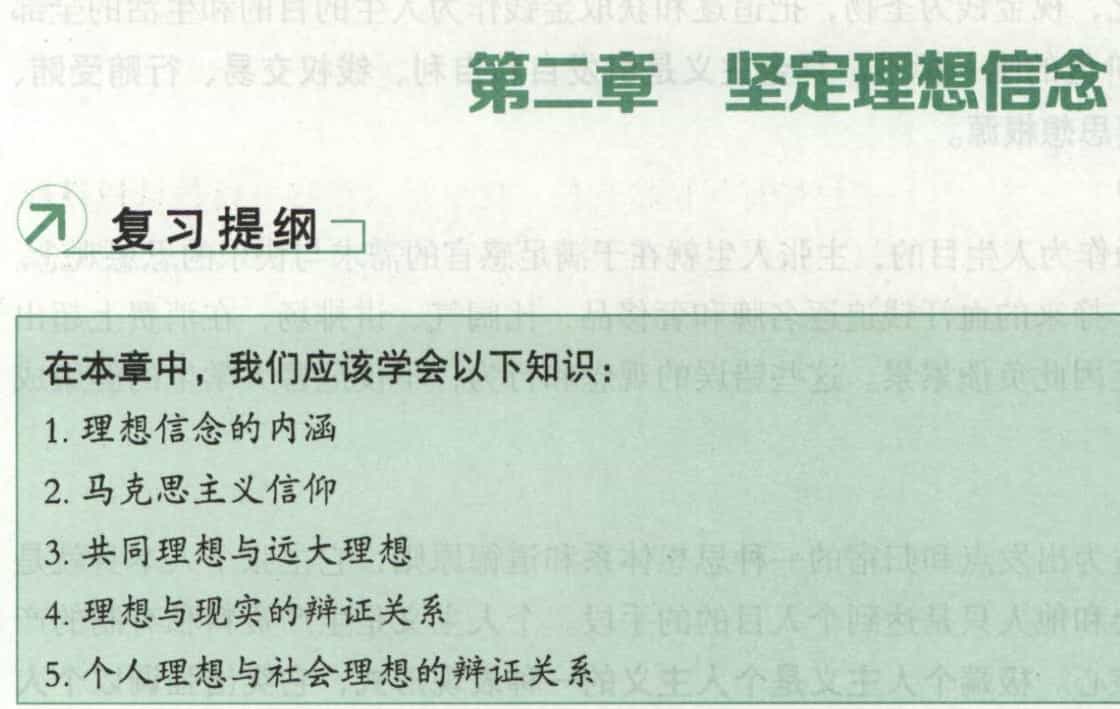 第二章 坚定理想信念
复习提纲
在本章中，我们应该学会以下知识：
1. 理想信念的内涵
2. 马克思主义信仰
3. 共同理想与远大理想
4. 理想与现实的辩证关系
5. 个人理想与社会理想的辩证关系